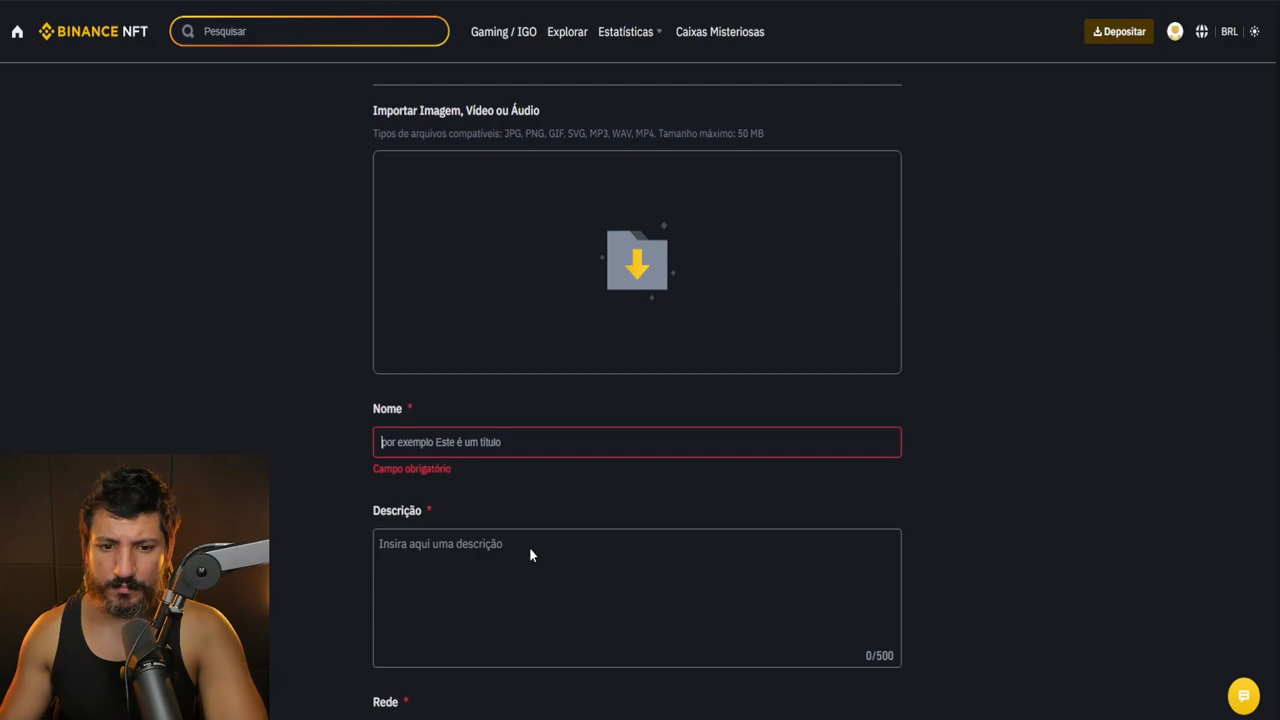 BINANCE NFT
Pesquisar
Gaming / IGO
Explorar
Estatísticas
Caixas Misteriosas
Depositar
BRL
Importar Imagem, Vídeo ou Áudio
Tipos de arquivos compatíveis: JPG, PNG, GIF, SVG, MP3, WAV, MP4. Tamanho máximo: 50 MB
Nome *
por exemplo Este é um título
Campo obrigatório
Descrição *
Insira aqui uma descrição
0/500
Rede *